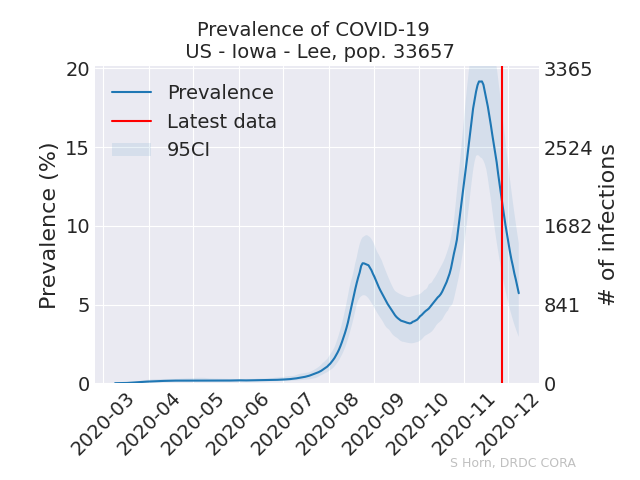 Prevalence of COVID-19
US - Iowa - Lee, pop. 33657
Prevalence (%)
20
15
10
5
0
Prevalence
Latest data
95CI
3365
2524
1682
841
0
# of infections
2020-03
2020-04
2020-05
2020-06
2020-07
2020-08
2020-09
2020-10
2020-11
2020-12
S Horn, DRDC CORA